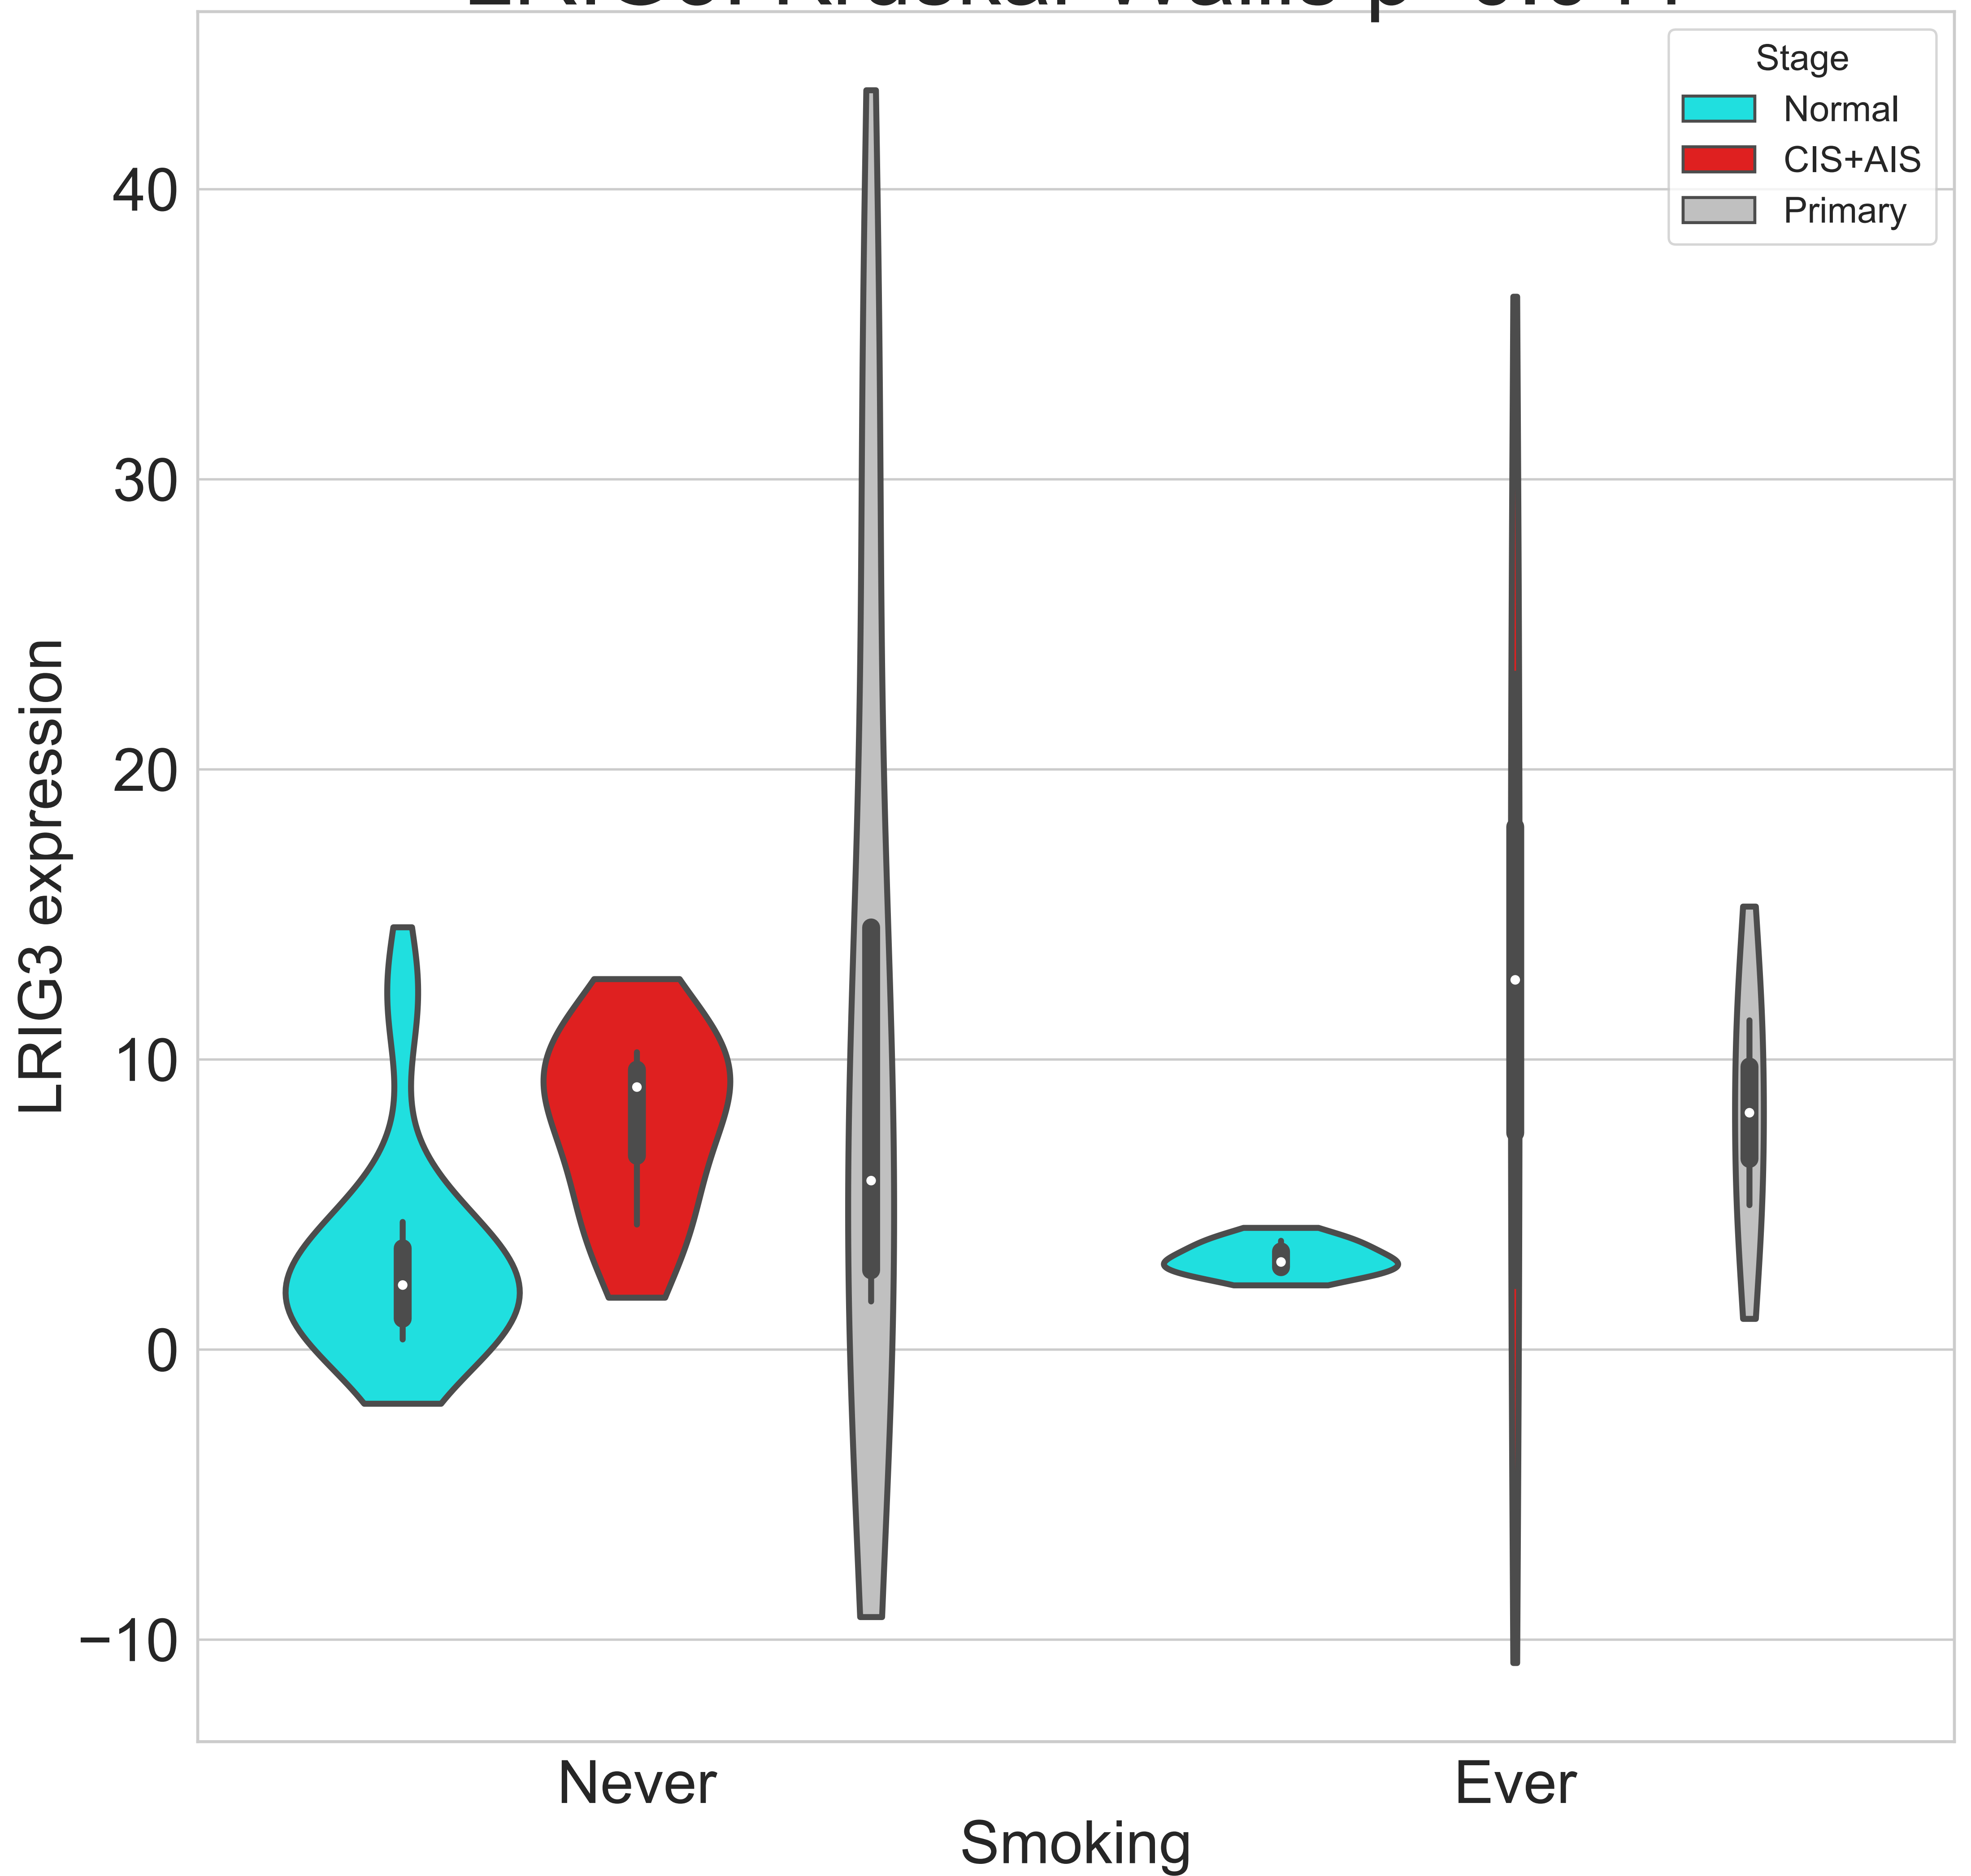 Stage
Normal
CIS+AIS
Primary
40
30
20
10
0
−10
LRIG3 expression
Never
Ever
Smoking